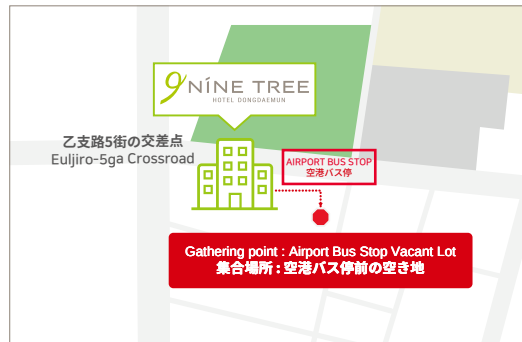 9 NÍNE TREE
HOTEL DONGDAEMUN
乙支路5街の交差点
Euljiro-5ga Crossroad
AIRPORT BUS STOP
空港バス停
Gathering point : Airport Bus Stop Vacant Lot
集合場所 : 空港バス停前の空き地